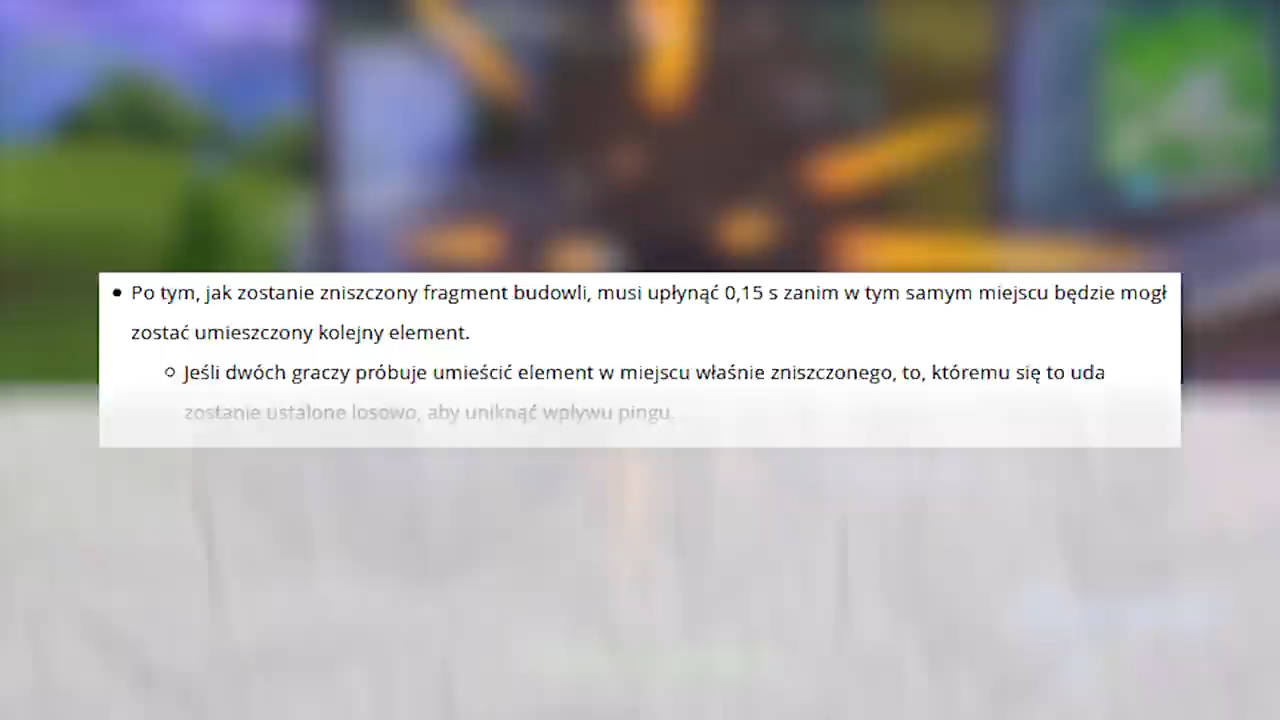 • Po tym, jak zostanie zniszczony fragment budowli, musi upłynąć 0,15 s zanim w tym samym miejscu będzie mogł
zostać umieszczony kolejny element.
○ Jeśli dwóch graczy próbuje umieścić element w miejscu właśnie zniszczonego, to, któremu się to uda
zostanie ustalone losowo, aby uniknąć wpływu pingu.